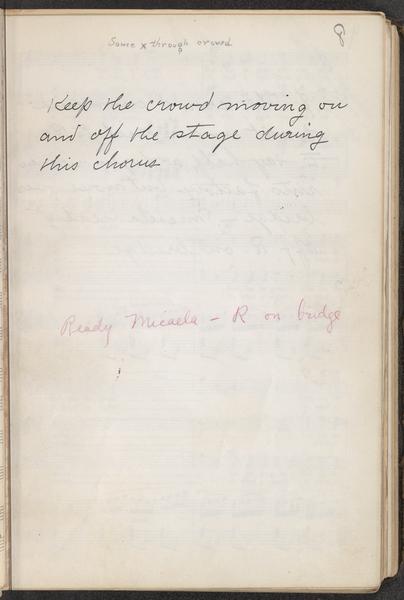 8
Some x through crowd
Keep the crowd moving on
and off the stage during
this chorus
Ready Micaela - R on bridge